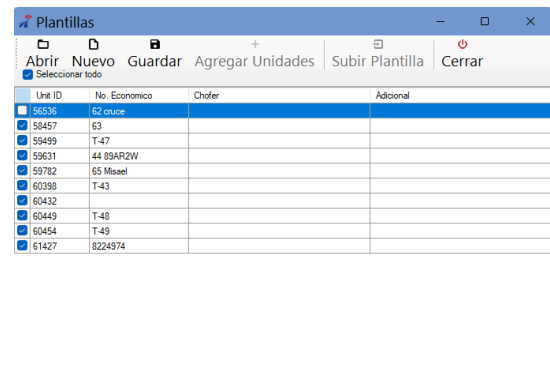 Plantillas
Abrir Nuevo Guardar Agregar Unidades Subir Plantilla Cerrar
Seleccionar todo
Unit ID No. Economico Chofer Adicional
56536 62 cruce
58457 63
59499 T-47
59631 44 89AR2W
59782 65 Misael
60398 T-43
60432
60449 T-48
60454 T-49
61427 8224974